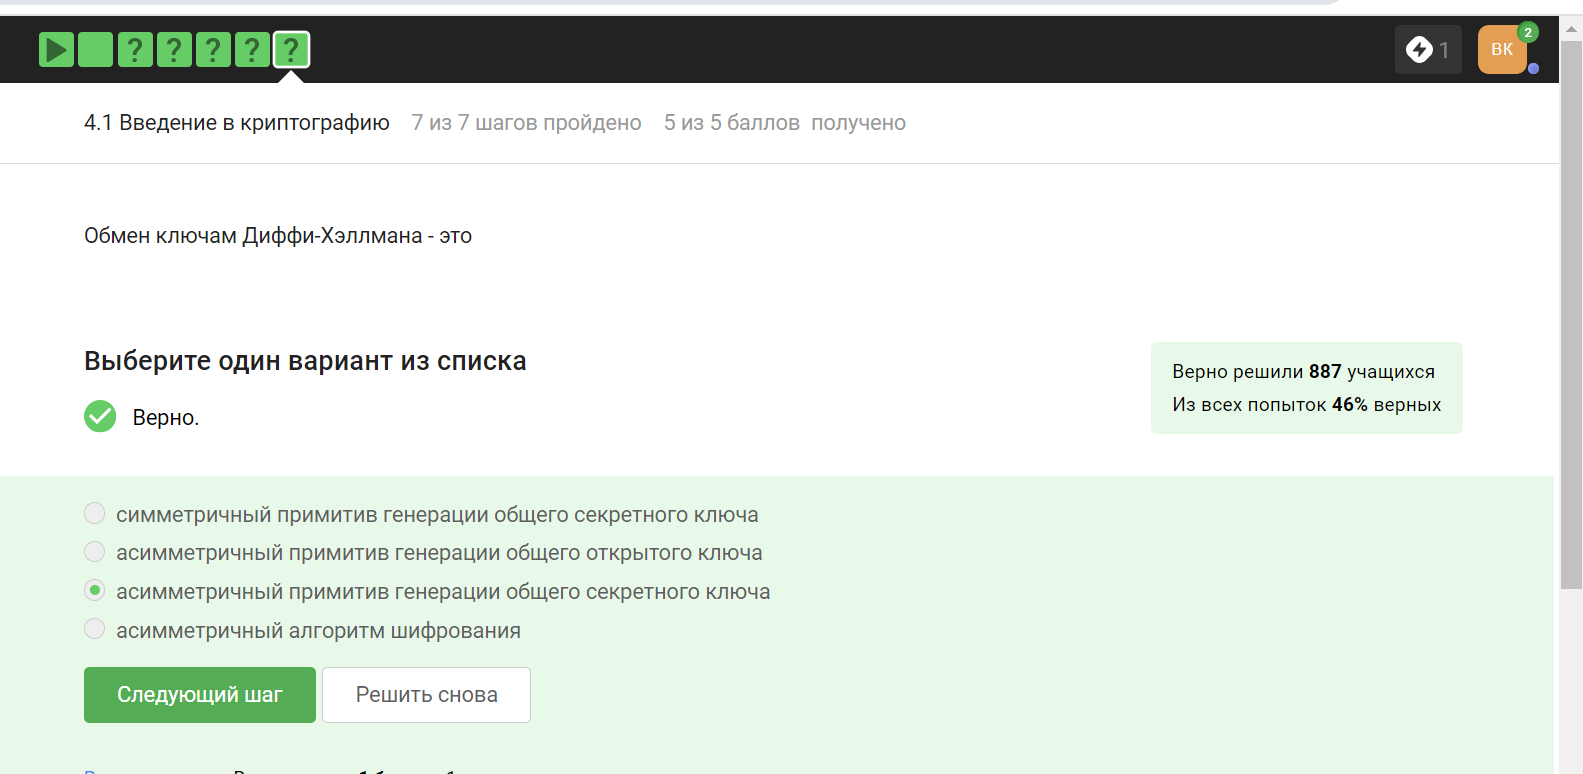 ? ? ? ? ?
1
ВК
2
4.1 Введение в криптографию 7 из 7 шагов пройдено 5 из 5 баллов получено
Обмен ключам Диффи-Хэллмана - это
Выберите один вариант из списка
Верно.
Верно решили 887 учащихся
Из всех попыток 46% верных
симметричный примитив генерации общего секретного ключа
асимметричный примитив генерации общего открытого ключа
асимметричный примитив генерации общего секретного ключа
асимметричный алгоритм шифрования
Следующий шаг
Решить снова